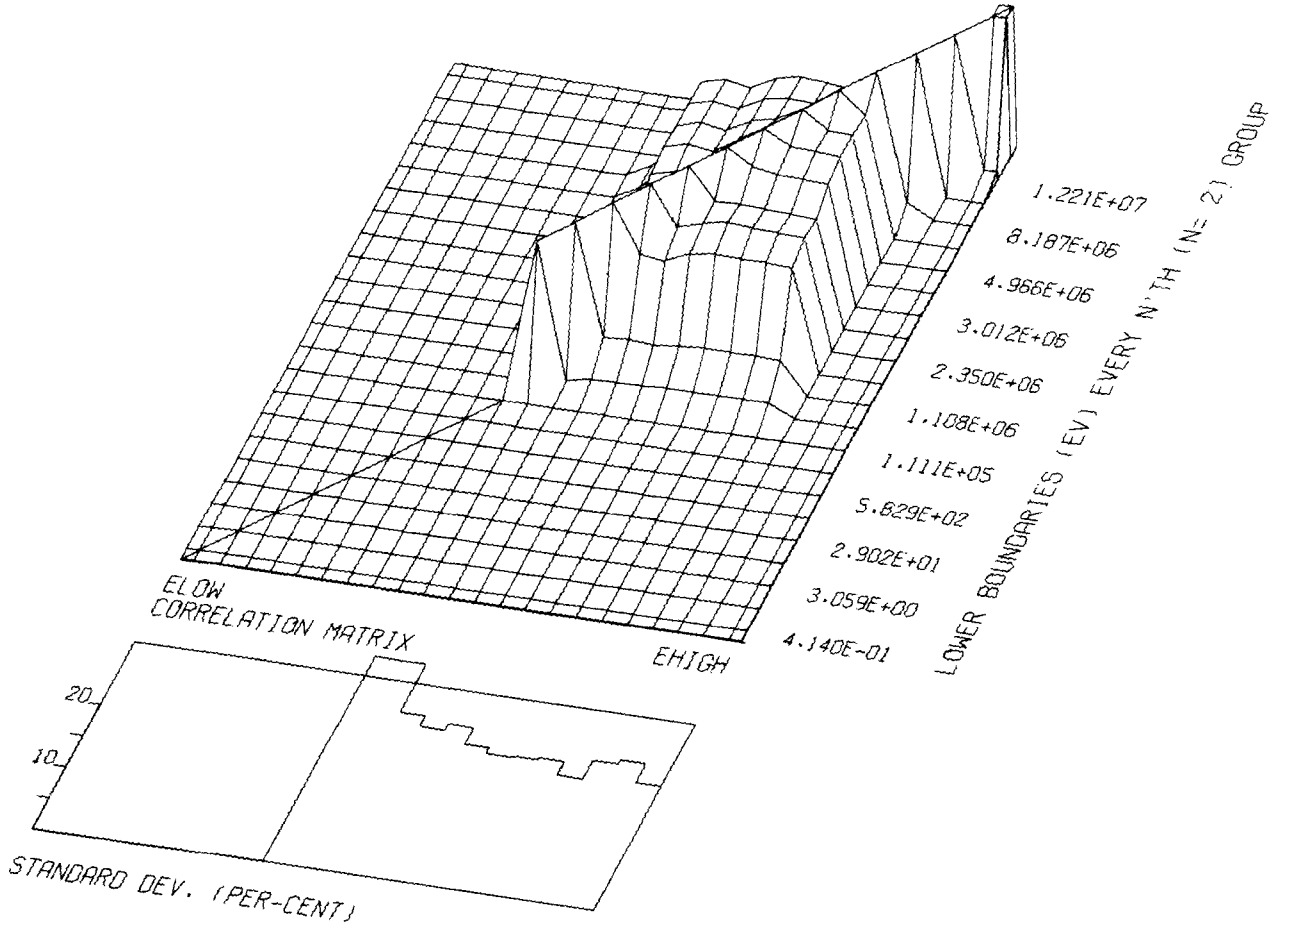 1.221E+07
8.187E+06
4.966E+06
3.012E+06
2.350E+06
1.108E+06
1.111E+05
5.829E+02
2.902E+01
3.059E+00
4.140E-01
LOWER BOUNDARIES (EV) EVERY N'TH (N= 2) GROUP
ELOW
CORRELATION MATRIX
EHIGH
20
10
STANDARD DEV. (PER-CENT)